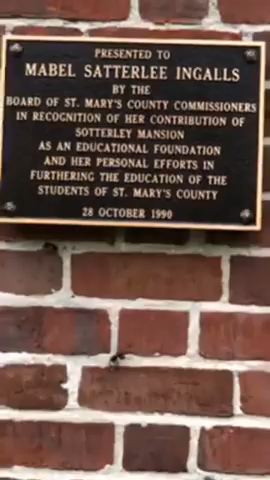 PRESENTED TO
MABEL SATTERLEE INGALLS
BY THE
BOARD OF ST. MARY'S COUNTY COMMISSIONERS
IN RECOGNITION OF HER CONTRIBUTION OF
SOTTERLEY MANSION
AS AN EDUCATIONAL FOUNDATION
AND HER PERSONAL EFFORTS IN
FURTHERING THE EDUCATION OF THE
STUDENTS OF ST. MARY'S COUNTY
28 OCTOBER 1990